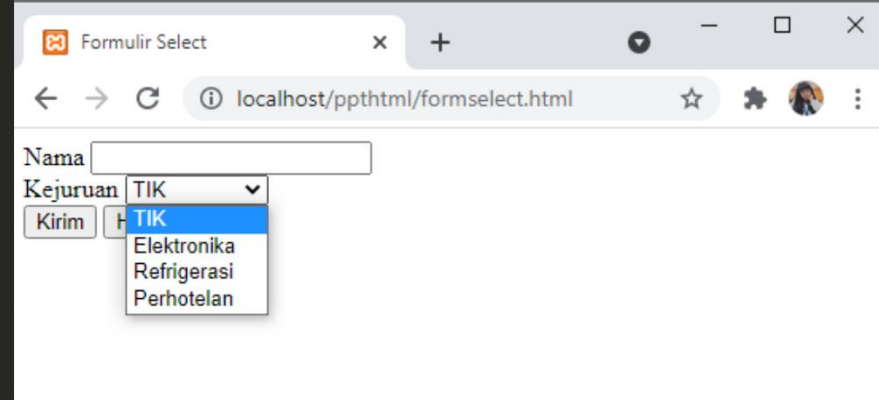 Formulir Select
localhost/ppthtml/formselect.html
Nama
Kejuruan TIK
Kirim
TIK
Elektronika
Refrigerasi
Perhotelan